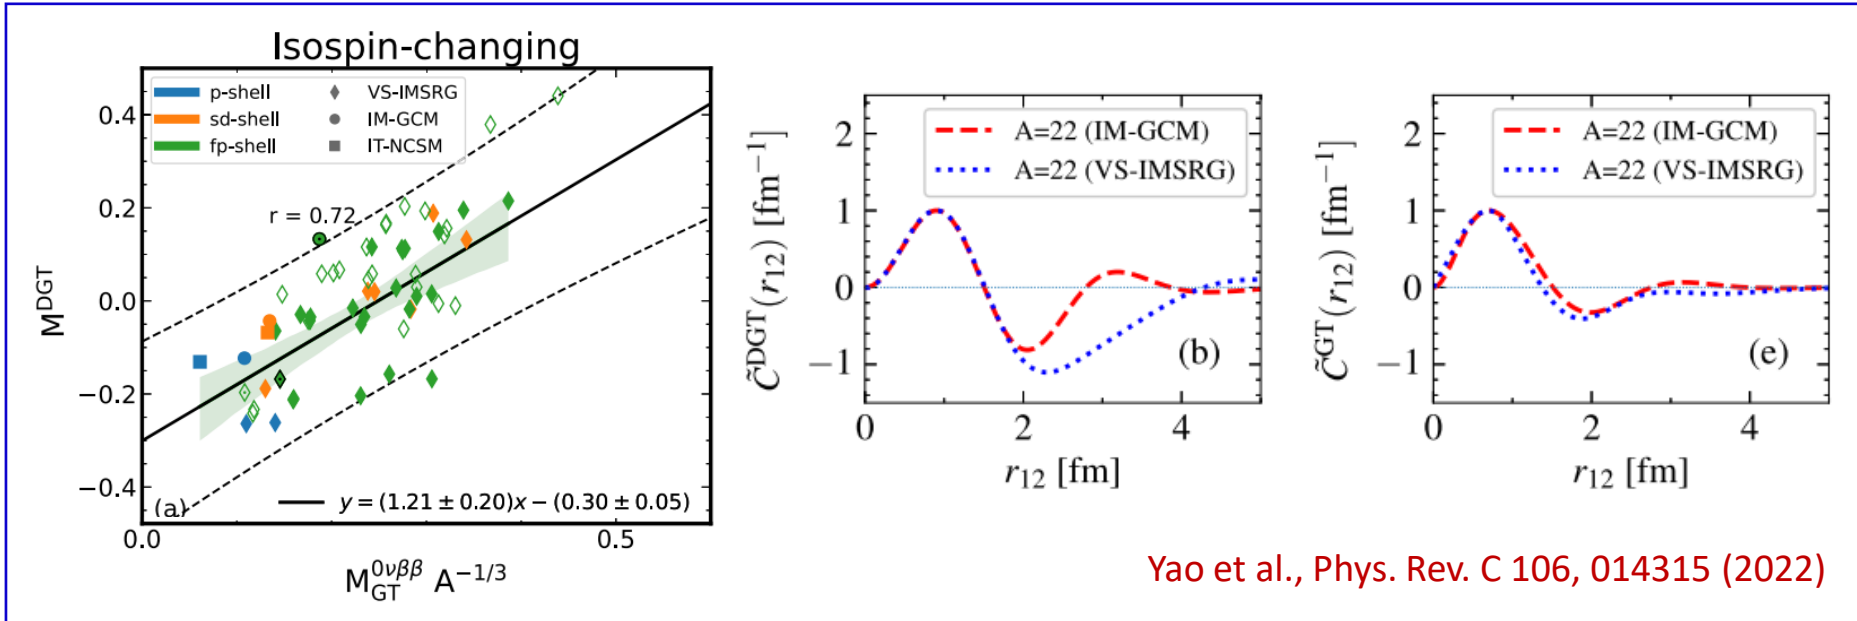 Isospin-changing
p-shell
sd-shell
fp-shell
VS-IMSRG
IM-GCM
IT-NCSM
r = 0.72
y = (1.21 ± 0.20)x − (0.30 ± 0.05)
(a)
0.4
0.2
0.0
−0.2
−0.4
0.0
0.5
M^DGT
M_GT^0νββ A^−1/3
A=22 (IM-GCM)
A=22 (VS-IMSRG)
(b)
2
1
0
−1
0
2
4
C̃^DGT(r_12) [fm^−1]
r_12 [fm]
A=22 (IM-GCM)
A=22 (VS-IMSRG)
(e)
2
1
0
−1
0
2
4
C̃^GT(r_12) [fm^−1]
r_12 [fm]
Yao et al., Phys. Rev. C 106, 014315 (2022)